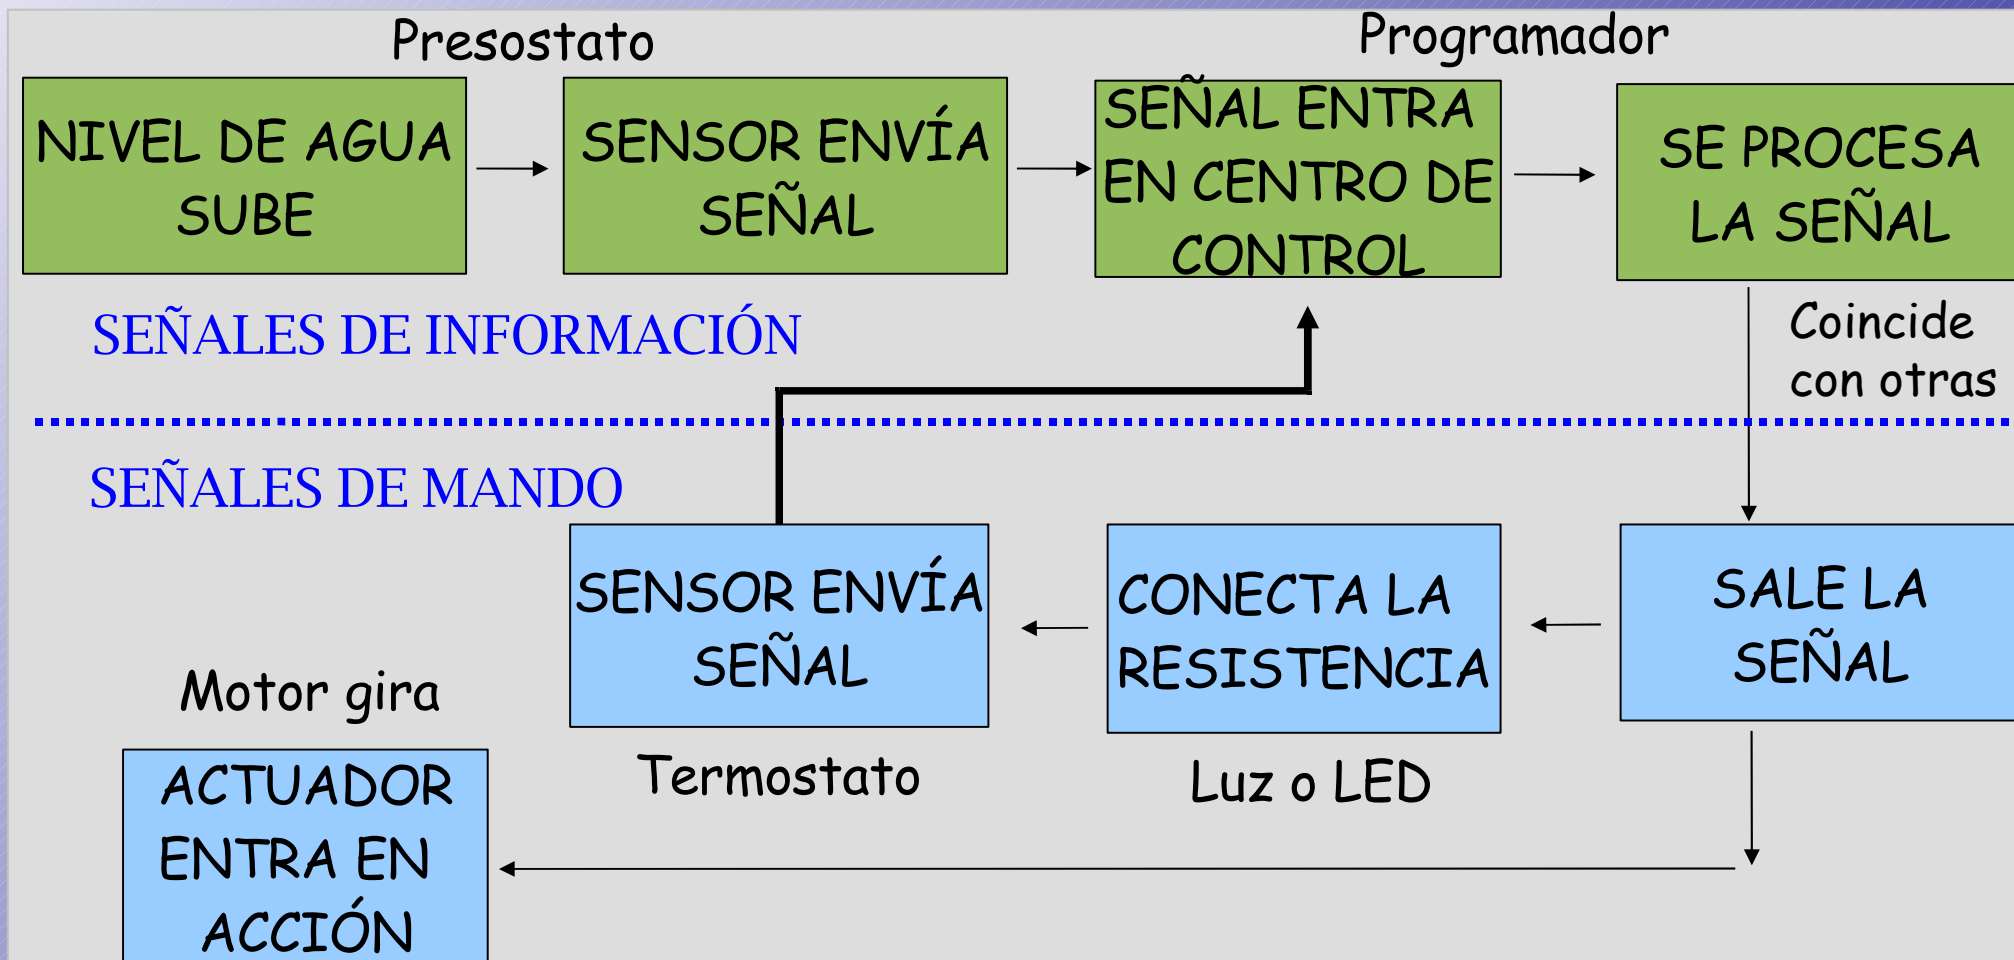 Presostato
Programador
NIVEL DE AGUA
SUBE
SENSOR ENVÍA
SEÑAL
SEÑAL ENTRA
EN CENTRO DE
CONTROL
SE PROCESA
LA SEÑAL
SEÑALES DE INFORMACIÓN
Coincide
con otras
SEÑALES DE MANDO
SENSOR ENVÍA
SEÑAL
CONECTA LA
RESISTENCIA
SALE LA
SEÑAL
Motor gira
Termostato
Luz o LED
ACTUADOR
ENTRA EN
ACCIÓN